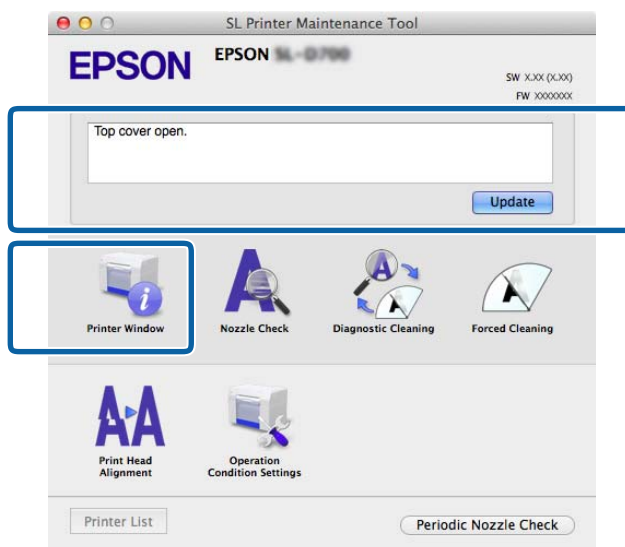 SL Printer Maintenance Tool
EPSON
EPSON
SW X.XX (X.XX)
FW XXXXXXX
Top cover open.
Update
Printer Window
Nozzle Check
Diagnostic Cleaning
Forced Cleaning
Print Head
Alignment
Operation
Condition Settings
Printer List
Periodic Nozzle Check